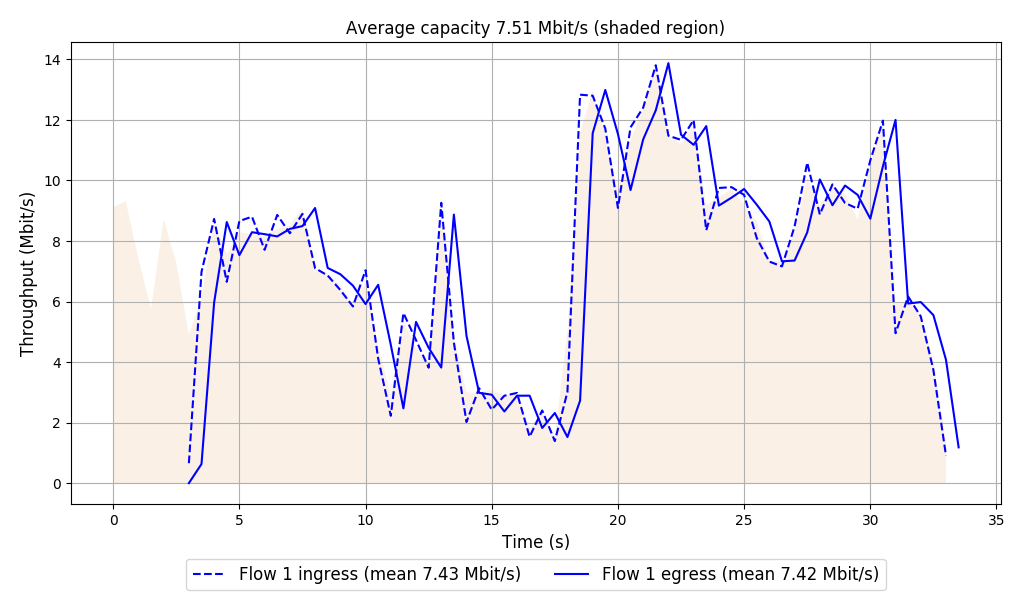 Average capacity 7.51 Mbit/s (shaded region)
Throughput (Mbit/s)
14
12
10
8
6
4
2
0
0 5 10 15 20 25 30 35
Time (s)
Flow 1 ingress (mean 7.43 Mbit/s) Flow 1 egress (mean 7.42 Mbit/s)